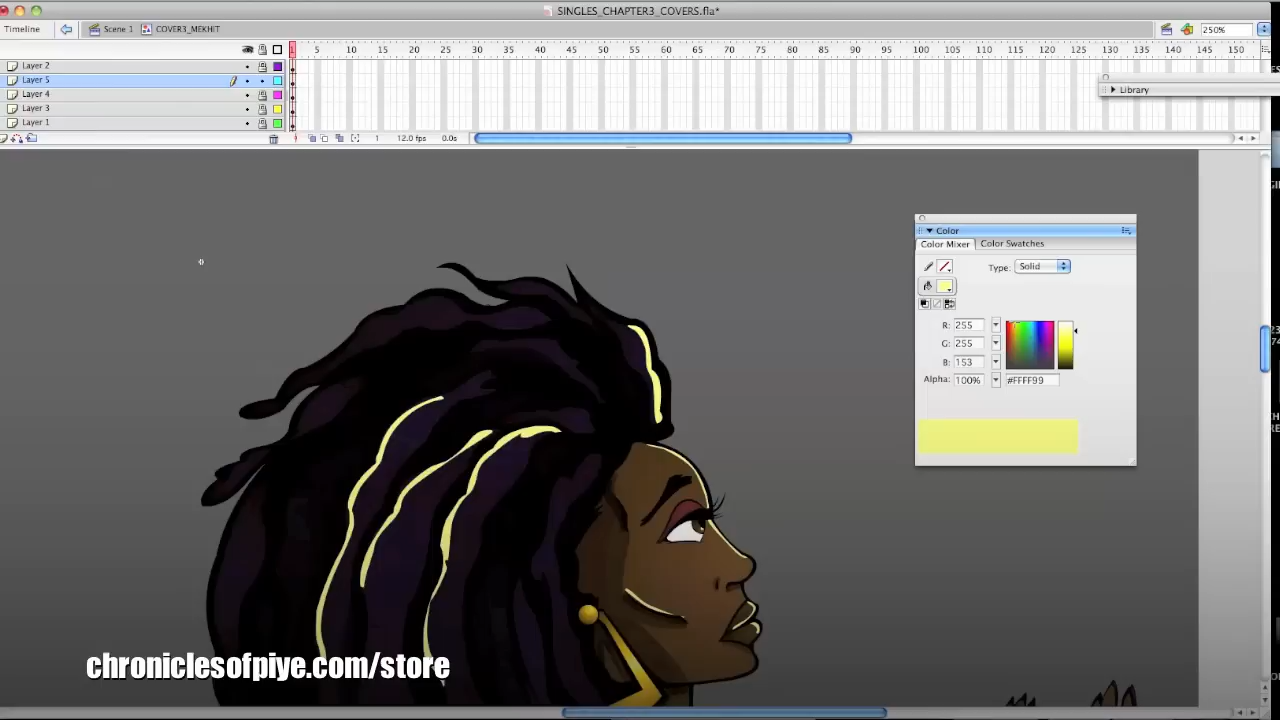 SINGLES_CHAPTER3_COVERS.fla*
Timeline Scene 1 COVER3_MEKHIT 250%
1 5 10 15 20 25 30 35 40 45 50 55 60 65 70 75 80 85 90 95 100 105 110 115 120 125 130 135 140 145 150
Layer 2
Layer 5
Layer 4
Layer 3
Layer 1
Library
1 12.0 fps 0.0s
Color
Color Mixer Color Swatches
Type: Solid
R: 255
G: 255
B: 153
Alpha: 100% #FFFF99
chroniclesofpiye.com/store